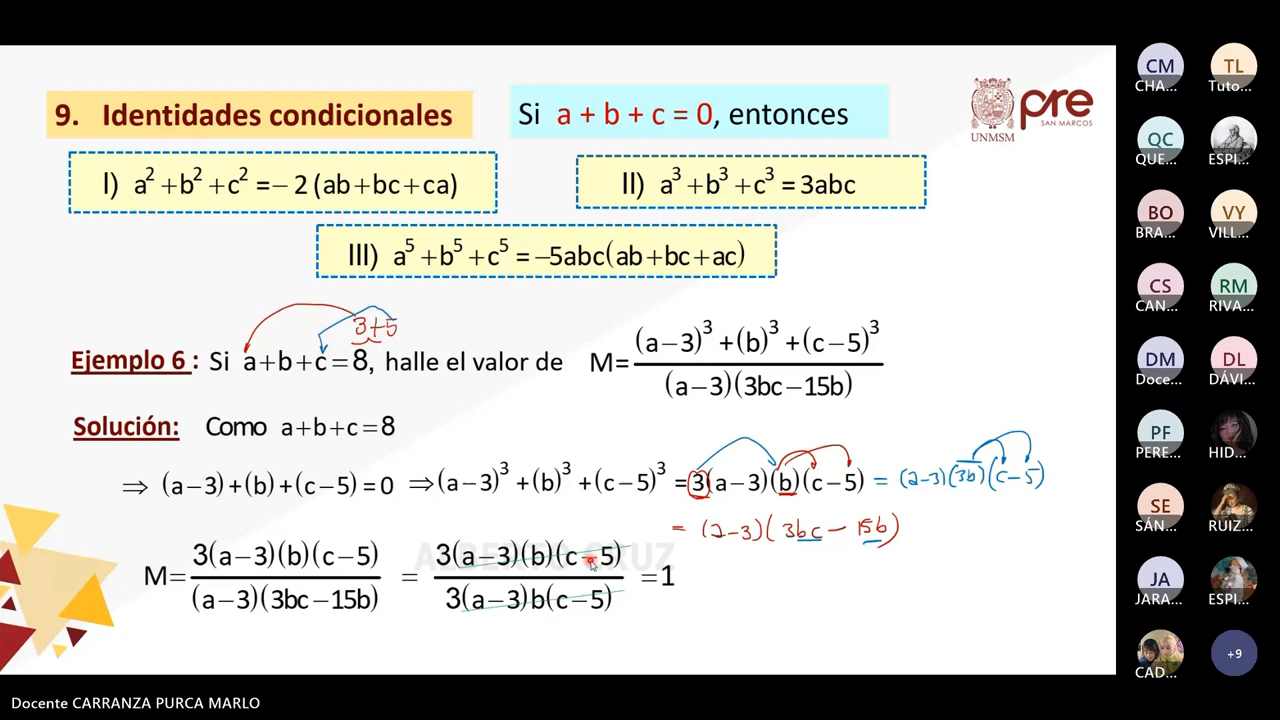 9. Identidades condicionales
Si a + b + c = 0, entonces
pre
SAN MARCOS
UNMSM
I) a² + b² + c² = − 2 (ab + bc + ca)
II) a³ + b³ + c³ = 3abc
III) a⁵ + b⁵ + c⁵ = −5abc(ab + bc + ac)
3+5
Ejemplo 6 : Si a+b+c = 8, halle el valor de M= (a−3)³ +(b)³ +(c−5)³ / (a−3)(3bc−15b)
Solución: Como a+b+c = 8
⇒ (a−3)+(b)+(c−5) = 0 ⇒ (a−3)³ +(b)³ +(c−5)³ = 3(a−3)(b)(c−5) = (a-3)(3b)(c-5)
= (a-3)(3bc - 15b)
M= 3(a−3)(b)(c−5) / (a−3)(3bc−15b) = 3(a−3)(b)(c−5) / 3(a−3)b(c−5) = 1
CM
CHA...
TL
Tuto...
QC
QUE...
ESPI...
BO
BRA...
VY
VILL...
CS
CAN...
RM
RIVA...
DM
Doce...
DL
DÁVI...
PF
PERE...
HID...
SE
SÁN...
RUIZ...
JA
JARA...
ESPI...
CAD...
+9
Docente CARRANZA PURCA MARLO